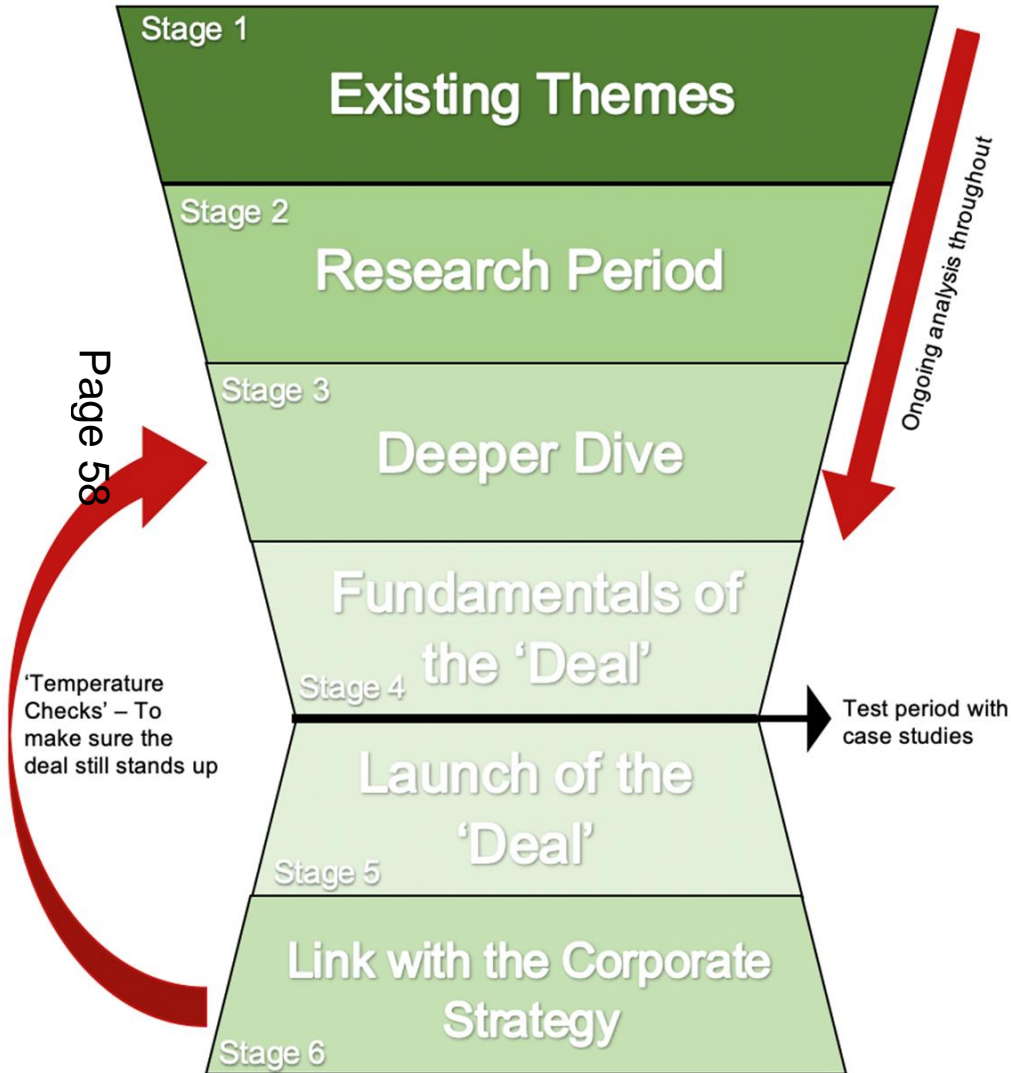 Stage 1
Existing Themes
Stage 2
Research Period
Stage 3
Deeper Dive
Fundamentals of
the ‘Deal’
Stage 4
Launch of the
‘Deal’
Stage 5
Link with the Corporate
Strategy
Stage 6
Ongoing analysis throughout
Test period with
case studies
‘Temperature
Checks’ – To
make sure the
deal still stands up
Page 58